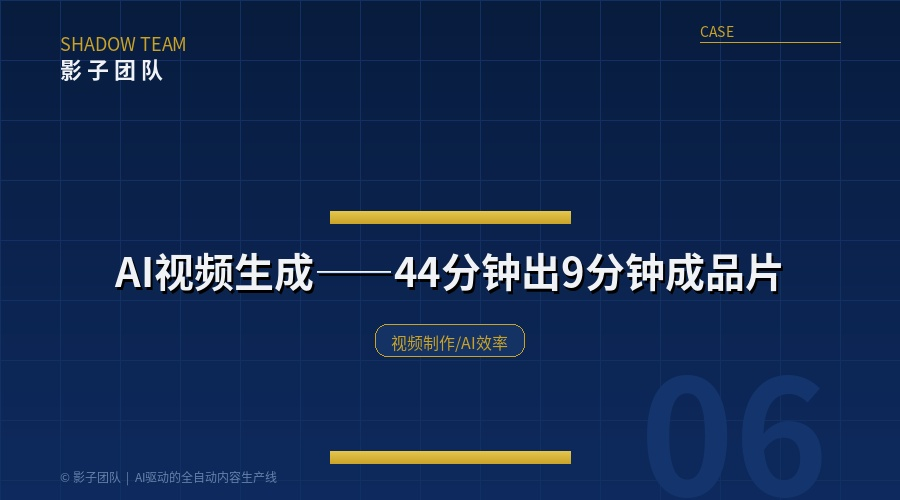 SHADOW TEAM
影子团队
CASE
AI视频生成——44分钟出9分钟成品片
视频制作/AI效率
06
© 影子团队 | AI驱动的全自动内容生产线